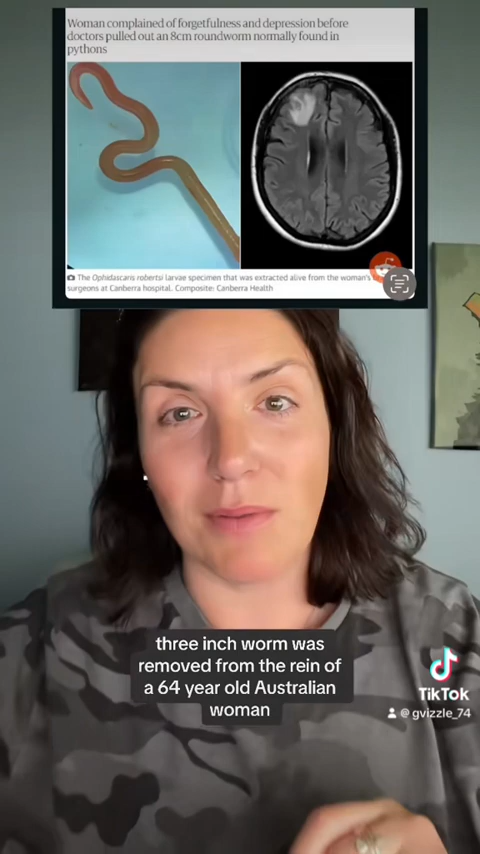 Woman complained of forgetfulness and depression before
doctors pulled out an 8cm roundworm normally found in
pythons
The Ophidascaris robertsi larvae specimen that was extracted alive from the woman's
surgeons at Canberra hospital. Composite: Canberra Health
three inch worm was
removed from the rein of
a 64 year old Australian
woman
TikTok
@gvizzle_74